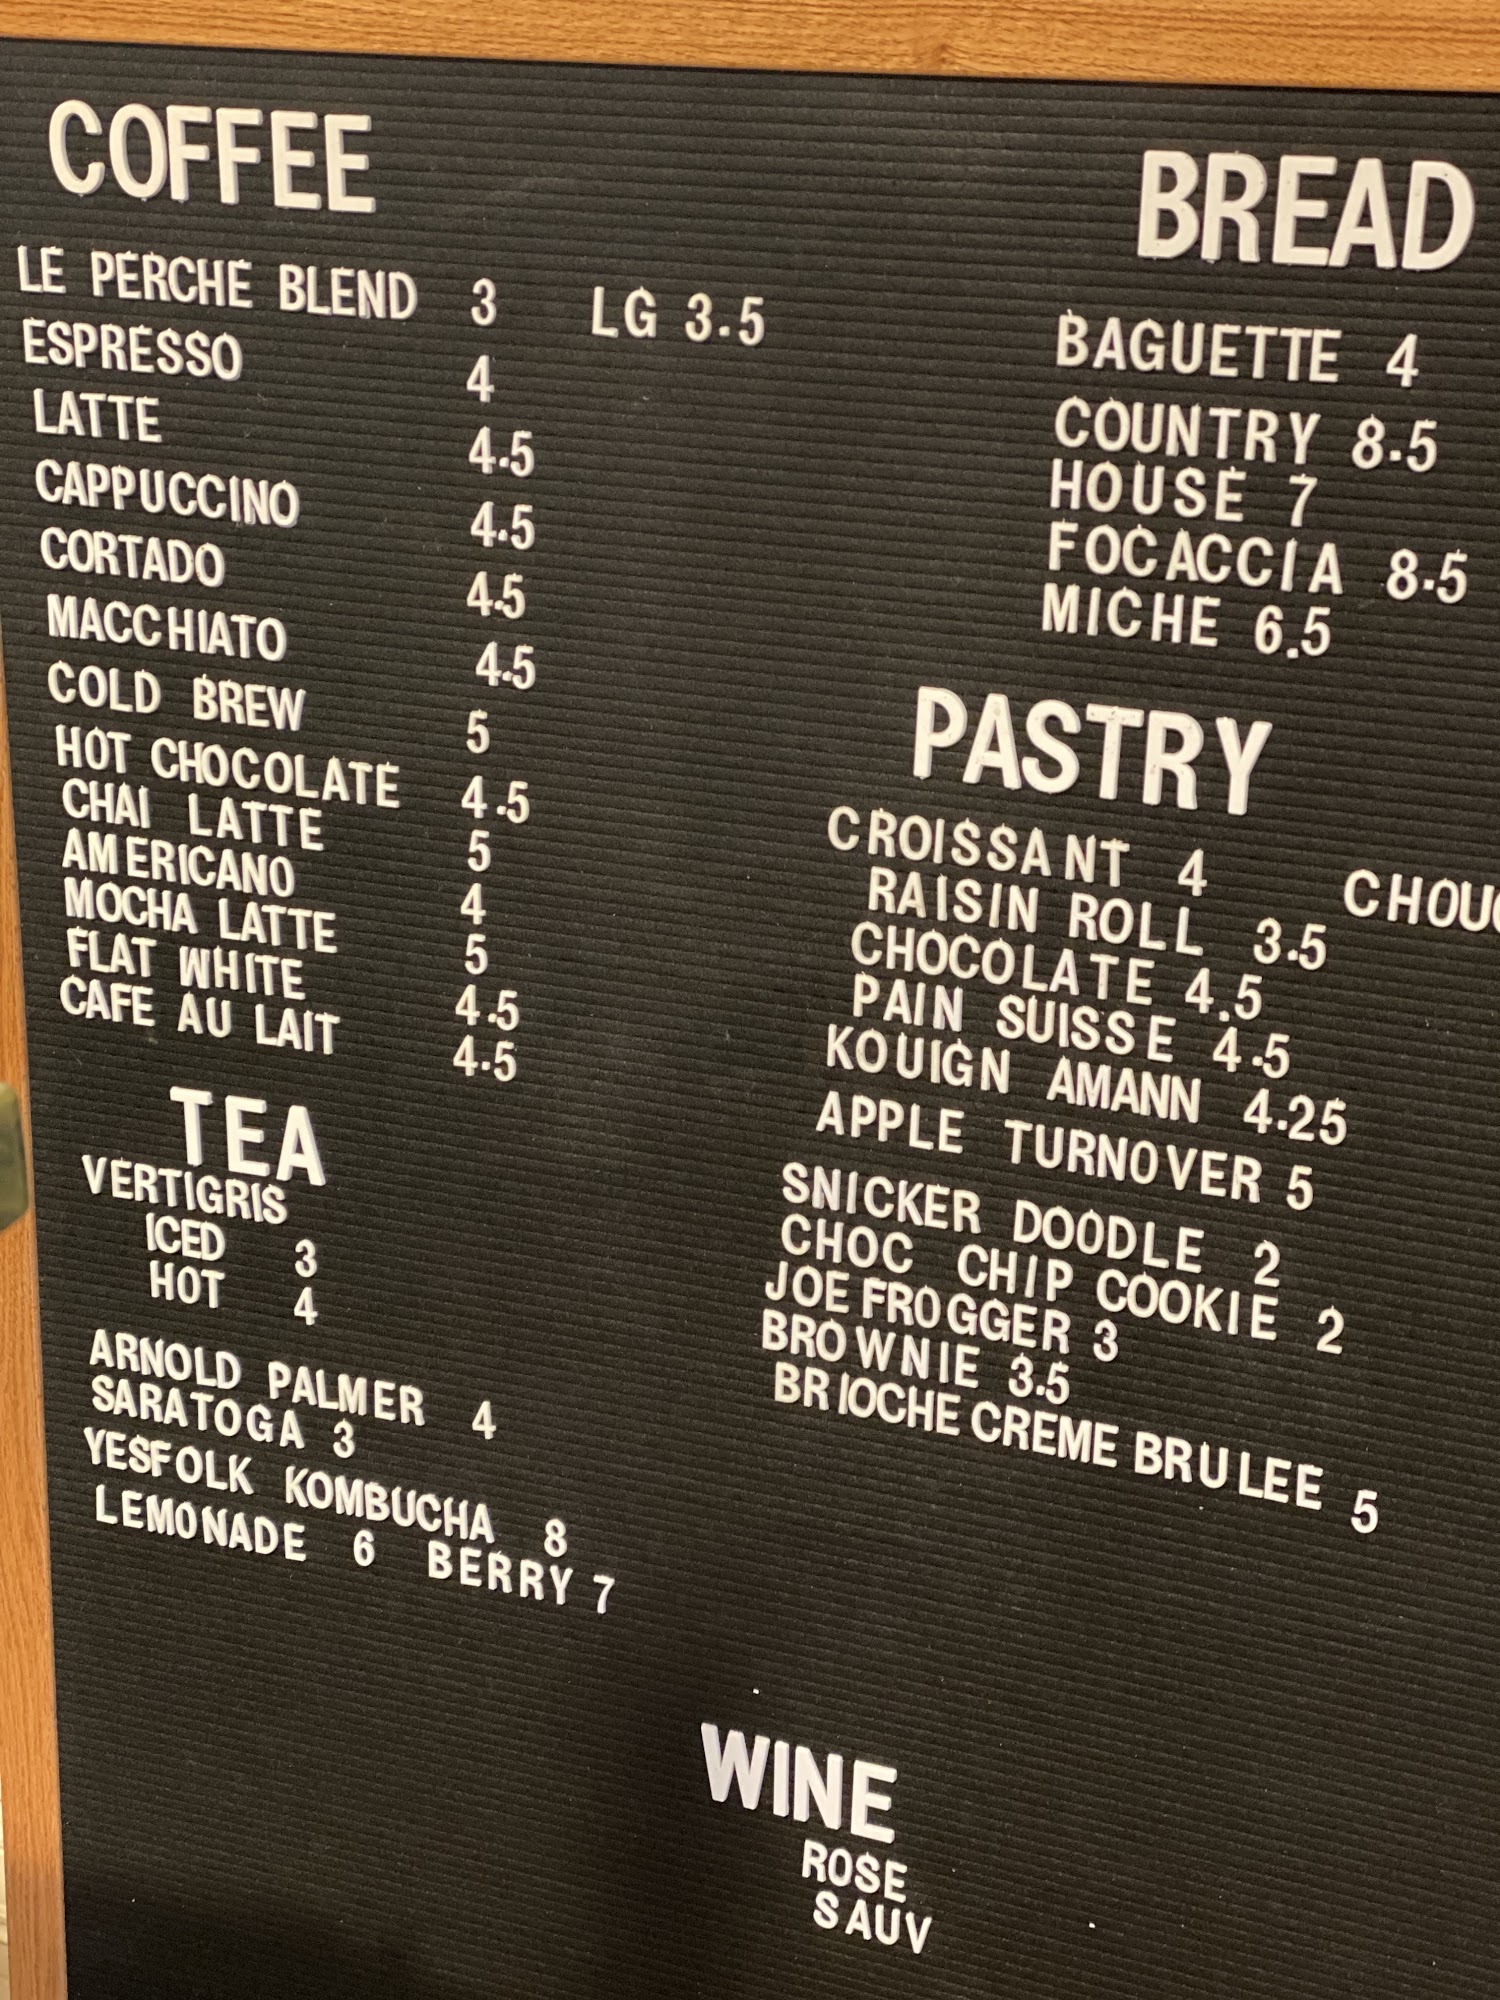 COFFEE
LE PERCHE BLEND 3 LG 3.5
ESPRESSO 4
LATTE 4.5
CAPPUCCINO 4.5
CORTADO 4.5
MACCHIATO 4.5
COLD BREW 5
HOT CHOCOLATE 4.5
CHAI LATTE 5
AMERICANO 4
MOCHA LATTE 5
FLAT WHITE 4.5
CAFE AU LAIT 4.5
TEA
VERTIGRIS
ICED 3
HOT 4
ARNOLD PALMER 4
SARATOGA 3
YESFOLK KOMBUCHA 8
LEMONADE 6 BERRY 7
BREAD
BAGUETTE 4
COUNTRY 8.5
HOUSE 7
FOCACCIA 8.5
MICHE 6.5
PASTRY
CROISSANT 4
RAISIN ROLL 3.5
CHOCOLATE 4.5
PAIN SUISSE 4.5
KOUIGN AMANN 4.25
APPLE TURNOVER 5
SNICKER DOODLE 2
CHOC CHIP COOKIE 2
JOE FROGGER 3
BROWNIE 3.5
BRIOCHE CREME BRULEE 5
WINE
ROSE
SAUV